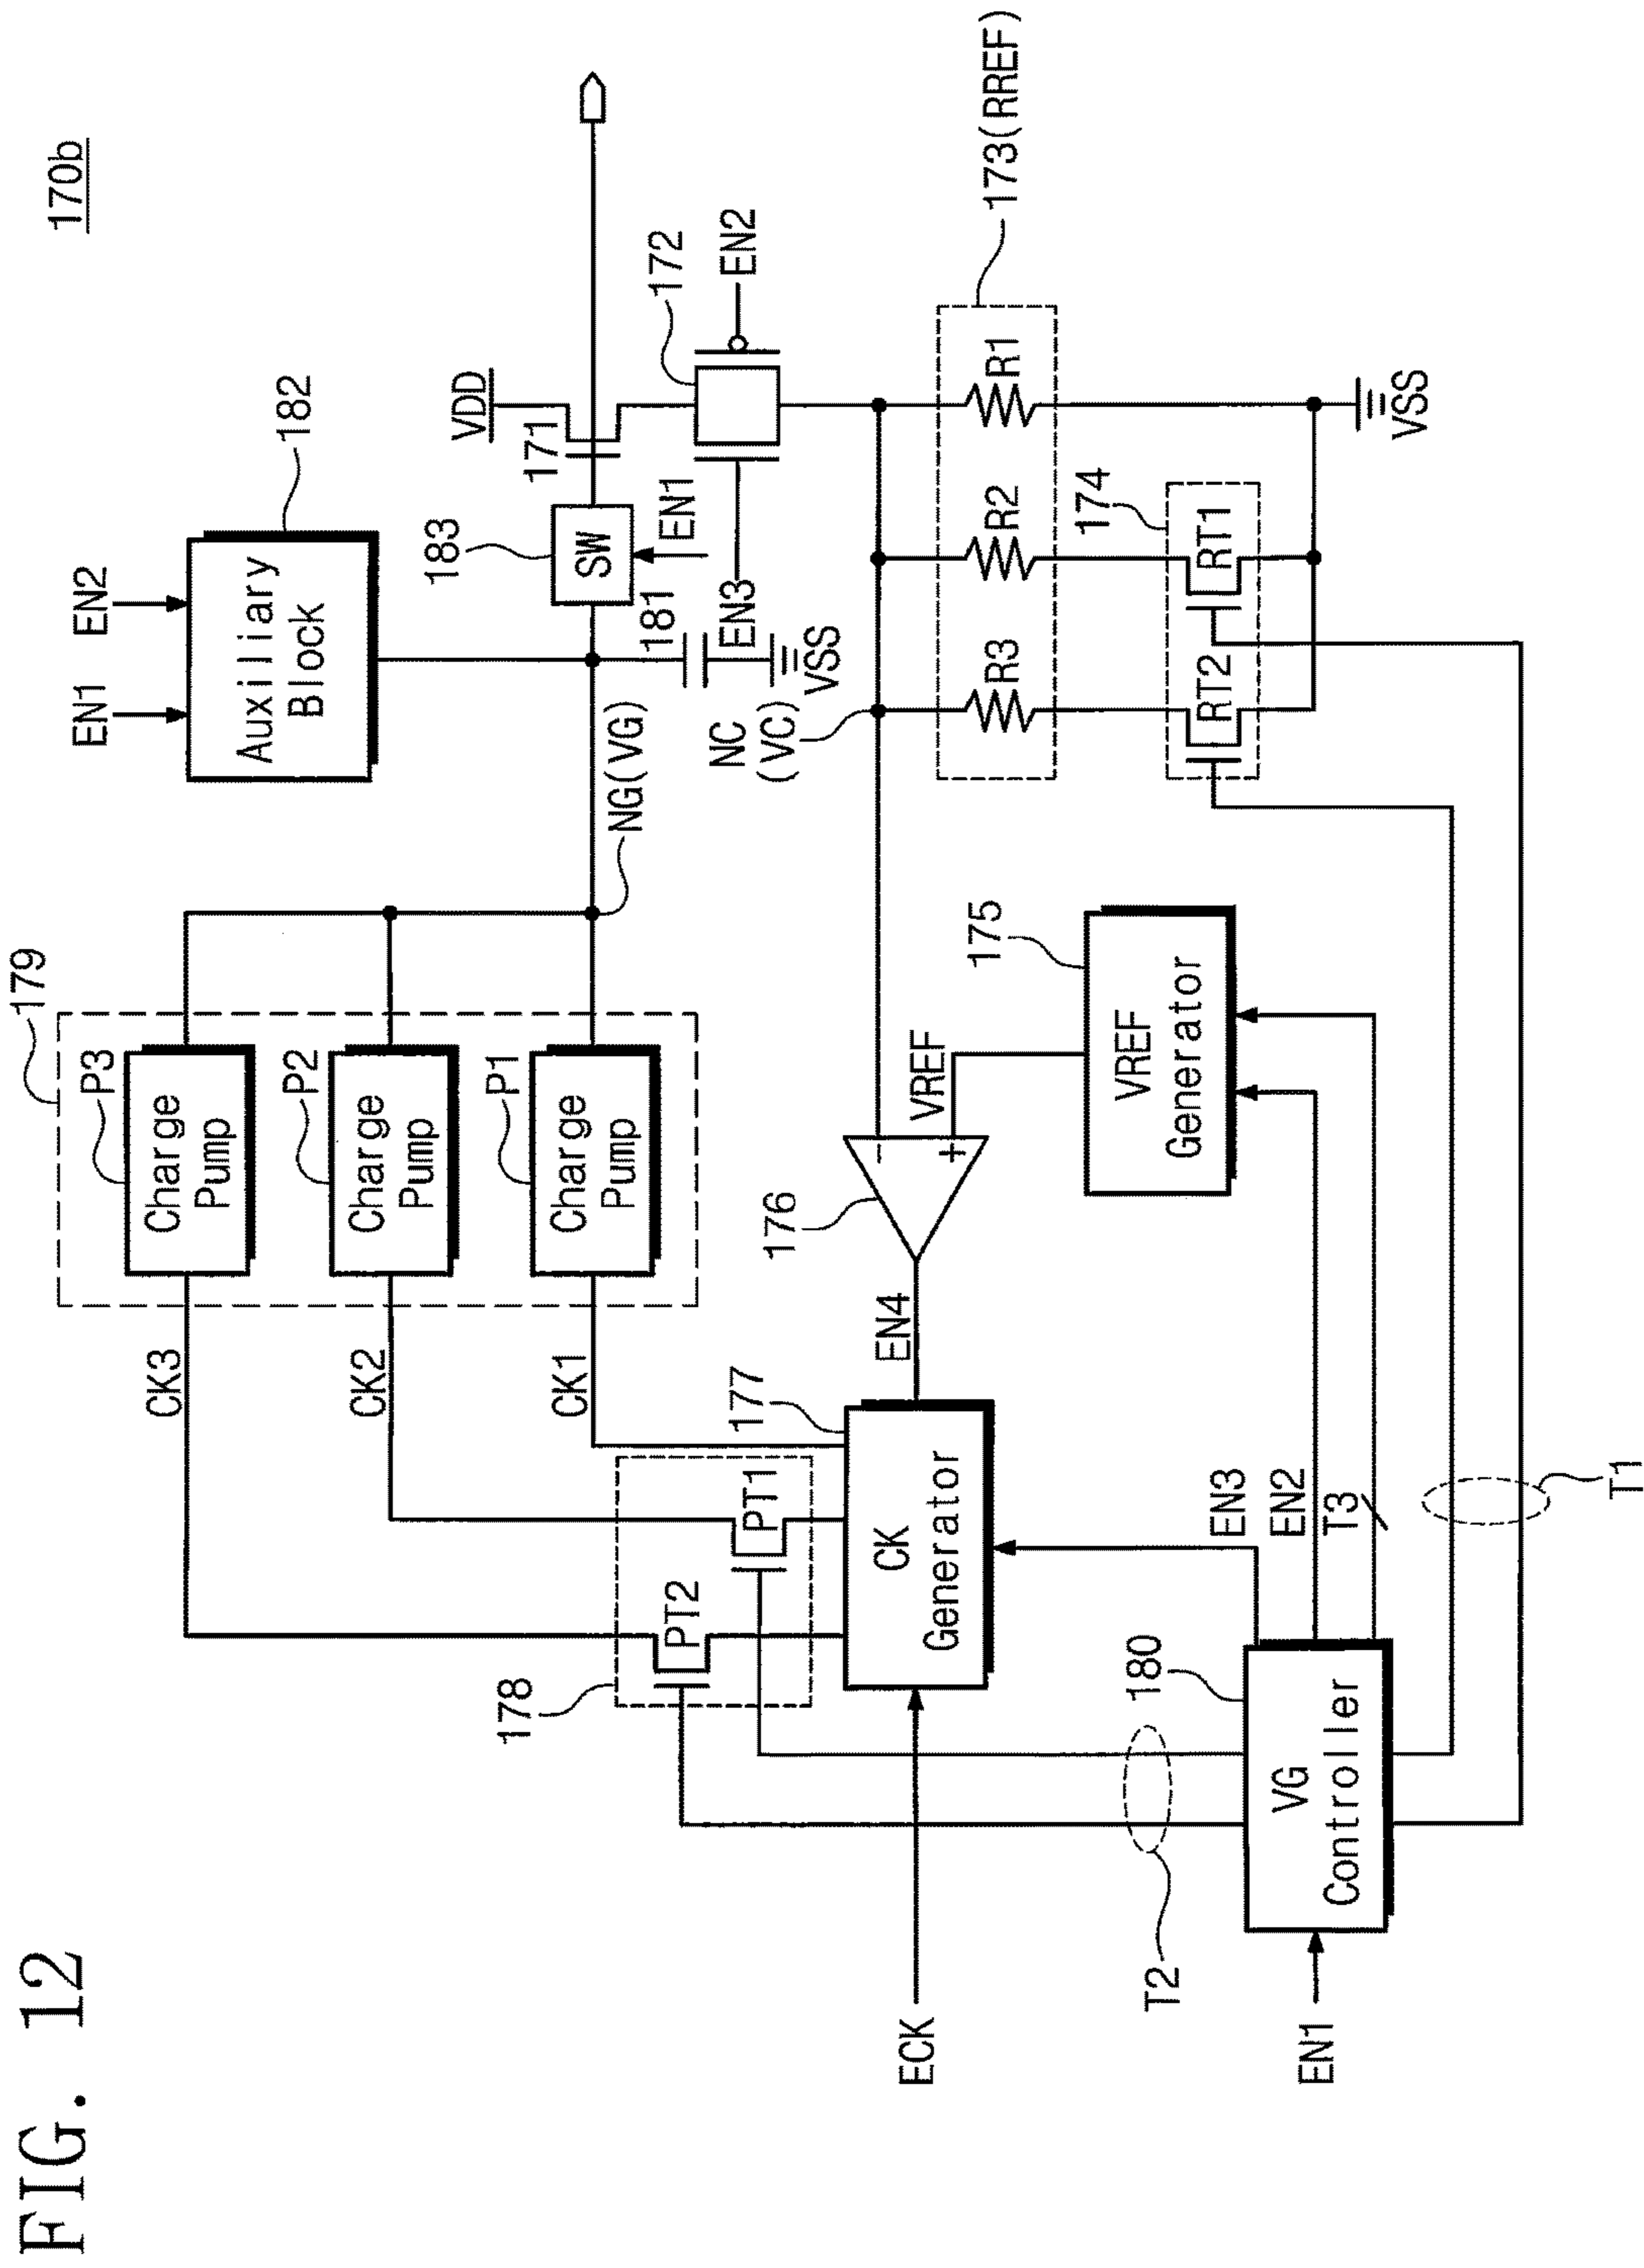 FIG. 12
170b
179
Charge
Pump
P3
Charge
Pump
P2
Charge
Pump
P1
EN1
EN2
Auxiliary
Block
182
CK3
CK2
CK1
NG(VG)
183
SW
EN1
181
VSS
VDD
171
172
EN2
EN3
178
PT2
PT1
177
CK
Generator
ECK
EN4
176
-
+
VREF
NC
(VC)
173(RREF)
R3
R2
R1
174
RT2
RT1
VSS
175
VREF
Generator
T2
180
VG
Controller
EN1
EN3
EN2
T3
T1